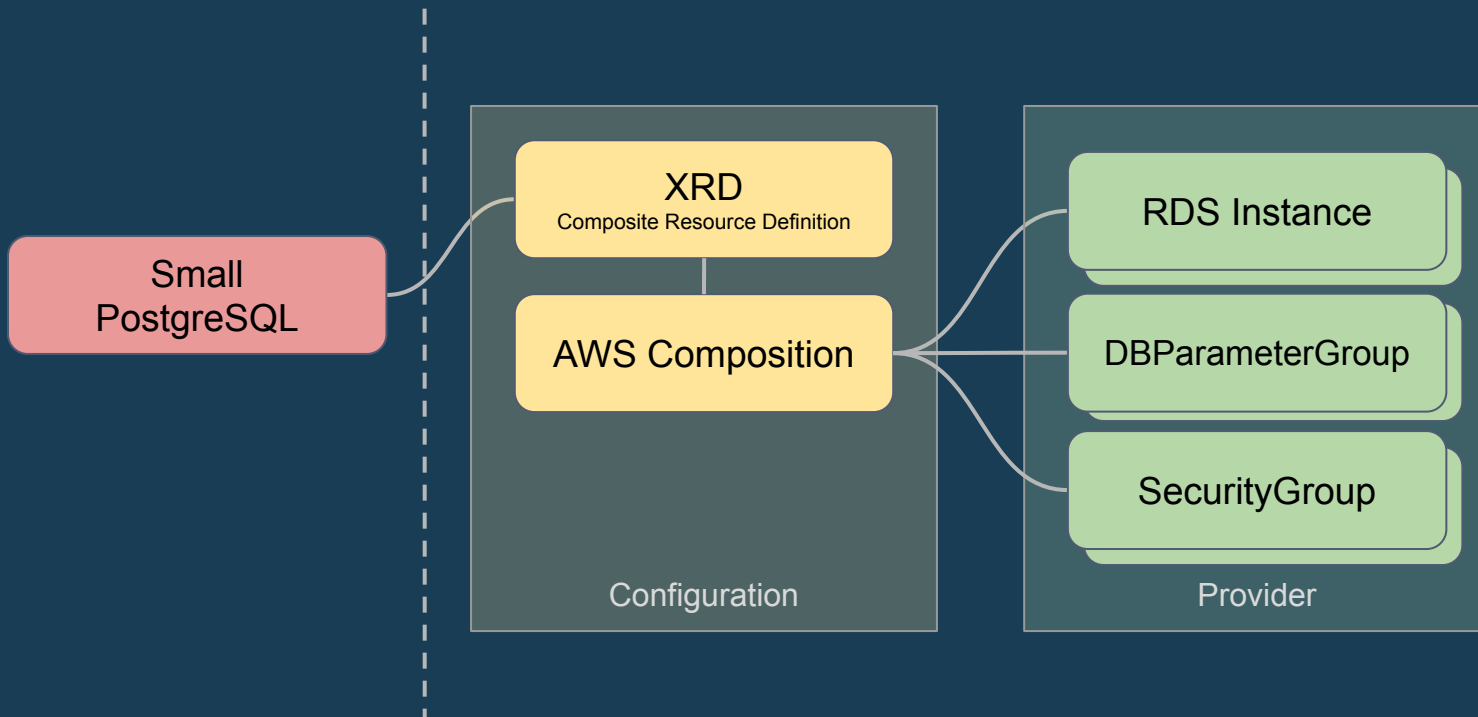 Small
PostgreSQL
XRD
Composite Resource Definition
AWS Composition
Configuration
RDS Instance
DBParameterGroup
SecurityGroup
Provider